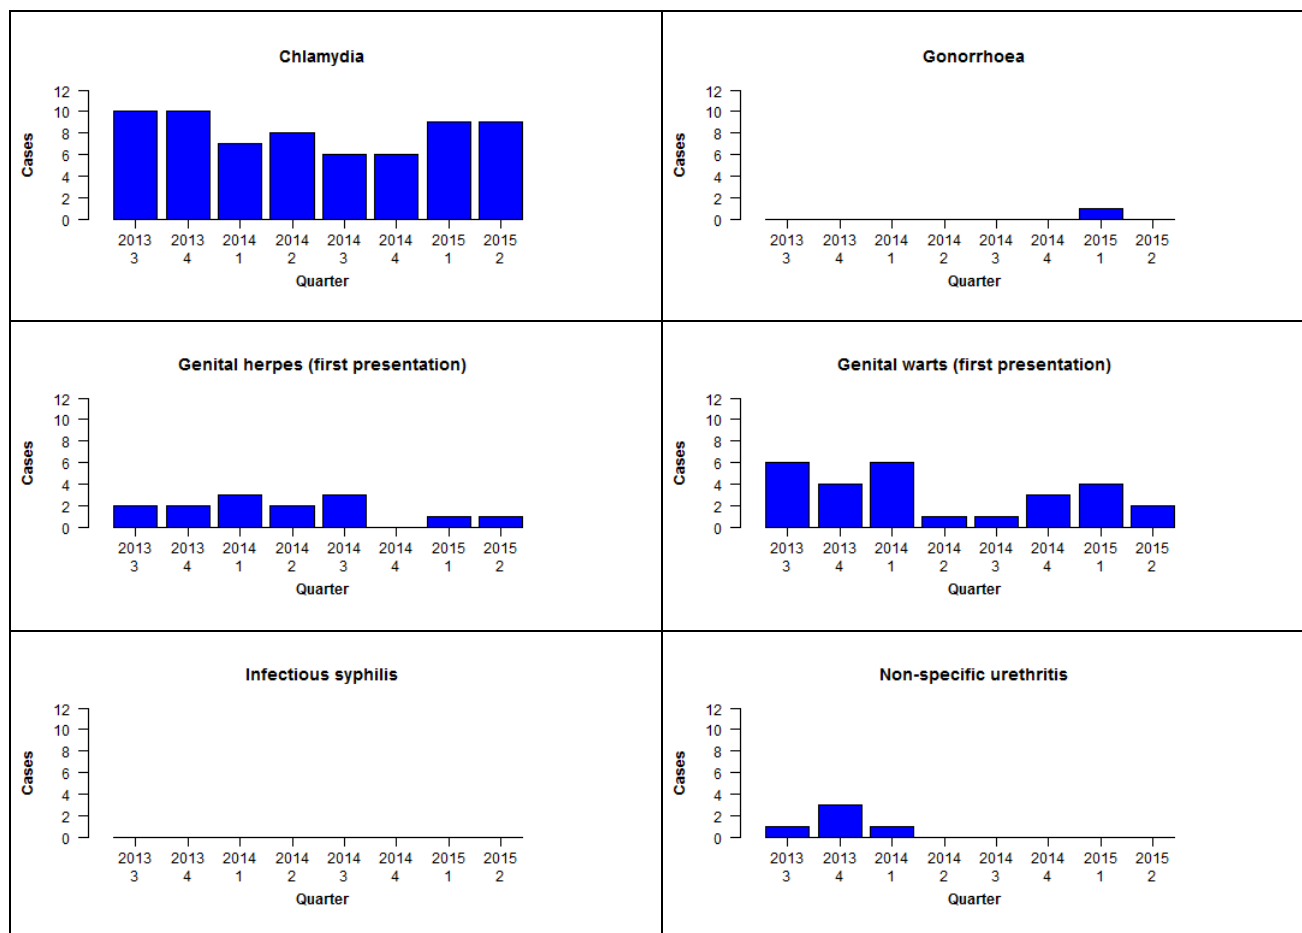 Chlamydia
12
10
8
6
4
2
0
Cases
2013 2013 2014 2014 2014 2014 2015 2015
3 4 1 2 3 4 1 2
Quarter
Gonorrhoea
12
10
8
6
4
2
0
Cases
2013 2013 2014 2014 2014 2014 2015 2015
3 4 1 2 3 4 1 2
Quarter
Genital herpes (first presentation)
12
10
8
6
4
2
0
Cases
2013 2013 2014 2014 2014 2014 2015 2015
3 4 1 2 3 4 1 2
Quarter
Genital warts (first presentation)
12
10
8
6
4
2
0
Cases
2013 2013 2014 2014 2014 2014 2015 2015
3 4 1 2 3 4 1 2
Quarter
Infectious syphilis
12
10
8
6
4
2
0
Cases
2013 2013 2014 2014 2014 2014 2015 2015
3 4 1 2 3 4 1 2
Quarter
Non-specific urethritis
12
10
8
6
4
2
0
Cases
2013 2013 2014 2014 2014 2014 2015 2015
3 4 1 2 3 4 1 2
Quarter